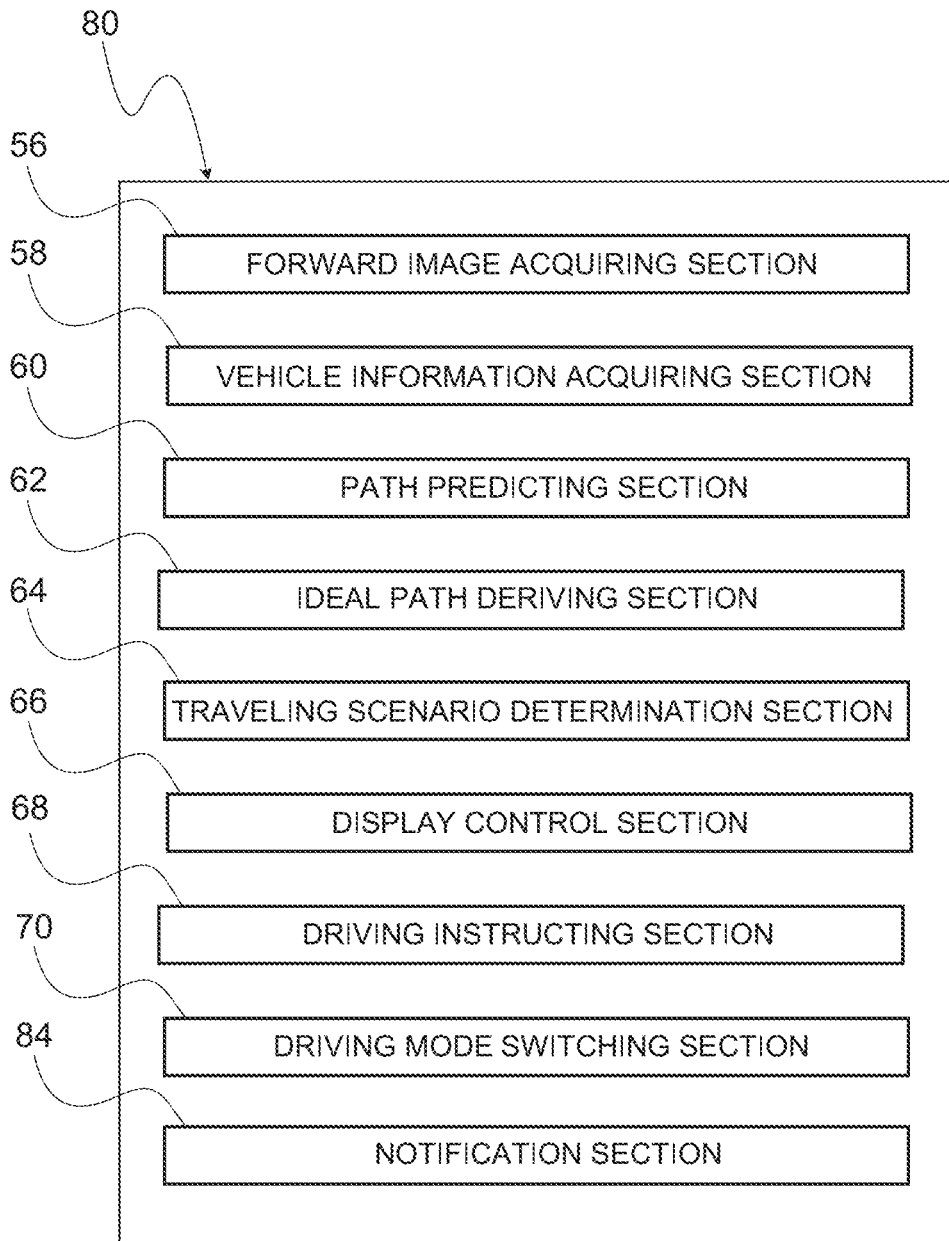 80
56
FORWARD IMAGE ACQUIRING SECTION
58
VEHICLE INFORMATION ACQUIRING SECTION
60
PATH PREDICTING SECTION
62
IDEAL PATH DERIVING SECTION
64
TRAVELING SCENARIO DETERMINATION SECTION
66
DISPLAY CONTROL SECTION
68
DRIVING INSTRUCTING SECTION
70
DRIVING MODE SWITCHING SECTION
84
NOTIFICATION SECTION